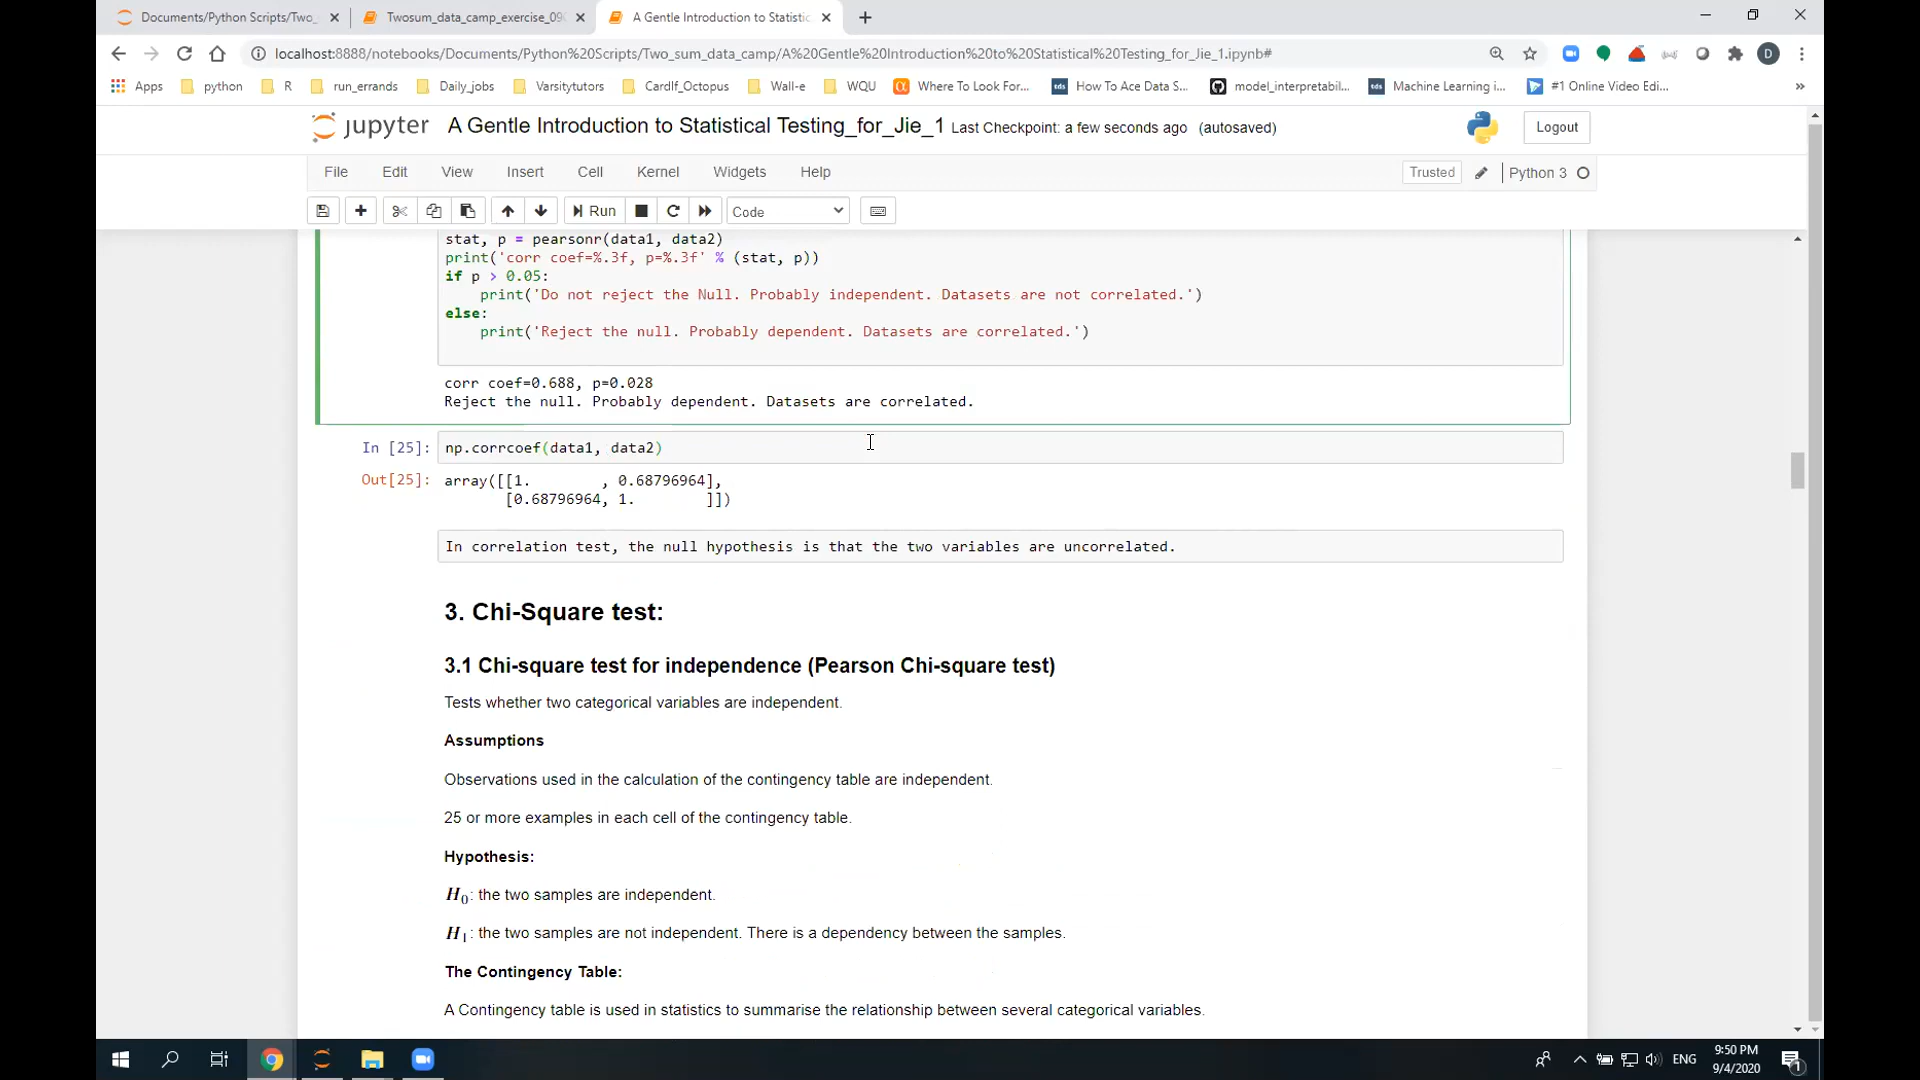 Documents/Python Scripts/Two_
Twosum_data_camp_exercise_090
A Gentle Introduction to Statistic
localhost:8888/notebooks/Documents/Python%20Scripts/Two_sum_data_camp/A%20Gentle%20Introduction%20to%20Statistical%20Testing_for_Jie_1.ipynb#
D
Apps python R run_errands Daily_jobs Varsitytutors Cardlf_Octopus Wall-e WQU Where To Look For... tds How To Ace Data S... model_interpretabil... tds Machine Learning i... #1 Online Video Edi... »
jupyter A Gentle Introduction to Statistical Testing_for_Jie_1 Last Checkpoint: a few seconds ago (autosaved) Logout
File Edit View Insert Cell Kernel Widgets Help Trusted Python 3
Run Code
stat, p = pearsonr(data1, data2)
print('corr coef=%.3f, p=%.3f' % (stat, p))
if p > 0.05:
print('Do not reject the Null. Probably independent. Datasets are not correlated.')
else:
print('Reject the null. Probably dependent. Datasets are correlated.')
corr coef=0.688, p=0.028
Reject the null. Probably dependent. Datasets are correlated.
In [25]: np.corrcoef(data1, data2)
Out[25]: array([[1. , 0.68796964],
[0.68796964, 1. ]])
In correlation test, the null hypothesis is that the two variables are uncorrelated.
3. Chi-Square test:
3.1 Chi-square test for independence (Pearson Chi-square test)
Tests whether two categorical variables are independent.
Assumptions
Observations used in the calculation of the contingency table are independent.
25 or more examples in each cell of the contingency table.
Hypothesis:
H0: the two samples are independent.
H1: the two samples are not independent. There is a dependency between the samples.
The Contingency Table:
A Contingency table is used in statistics to summarise the relationship between several categorical variables.
ENG
9:50 PM
9/4/2020
1